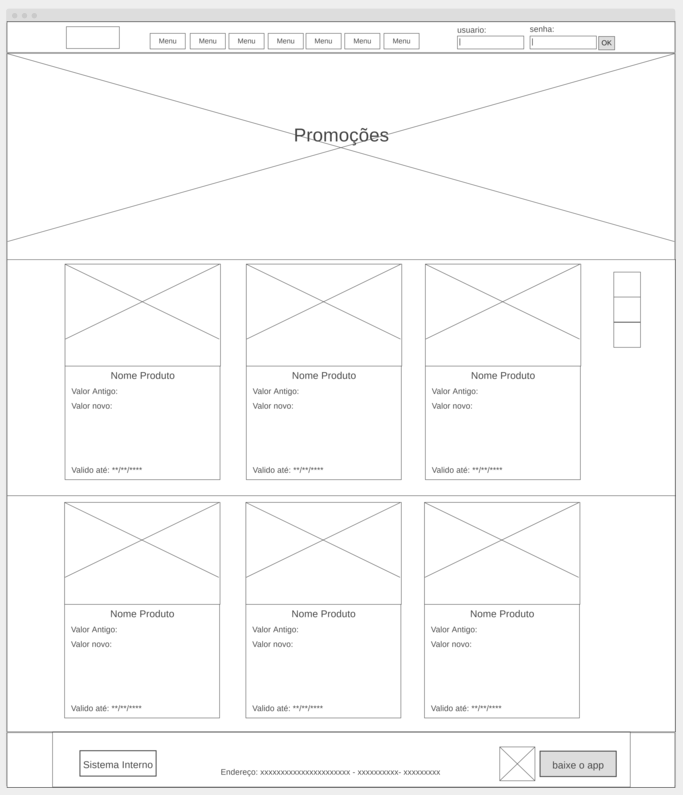 usuario: senha:
Menu Menu Menu Menu Menu Menu Menu OK
Promoções
Nome Produto Nome Produto Nome Produto
Valor Antigo: Valor Antigo: Valor Antigo:
Valor novo: Valor novo: Valor novo:
Valido até: **/**/**** Valido até: **/**/**** Valido até: **/**/****
Nome Produto Nome Produto Nome Produto
Valor Antigo: Valor Antigo: Valor Antigo:
Valor novo: Valor novo: Valor novo:
Valido até: **/**/**** Valido até: **/**/**** Valido até: **/**/****
Sistema Interno
Endereço: xxxxxxxxxxxxxxxxxxxxxx - xxxxxxxxxx- xxxxxxxxx
baixe o app